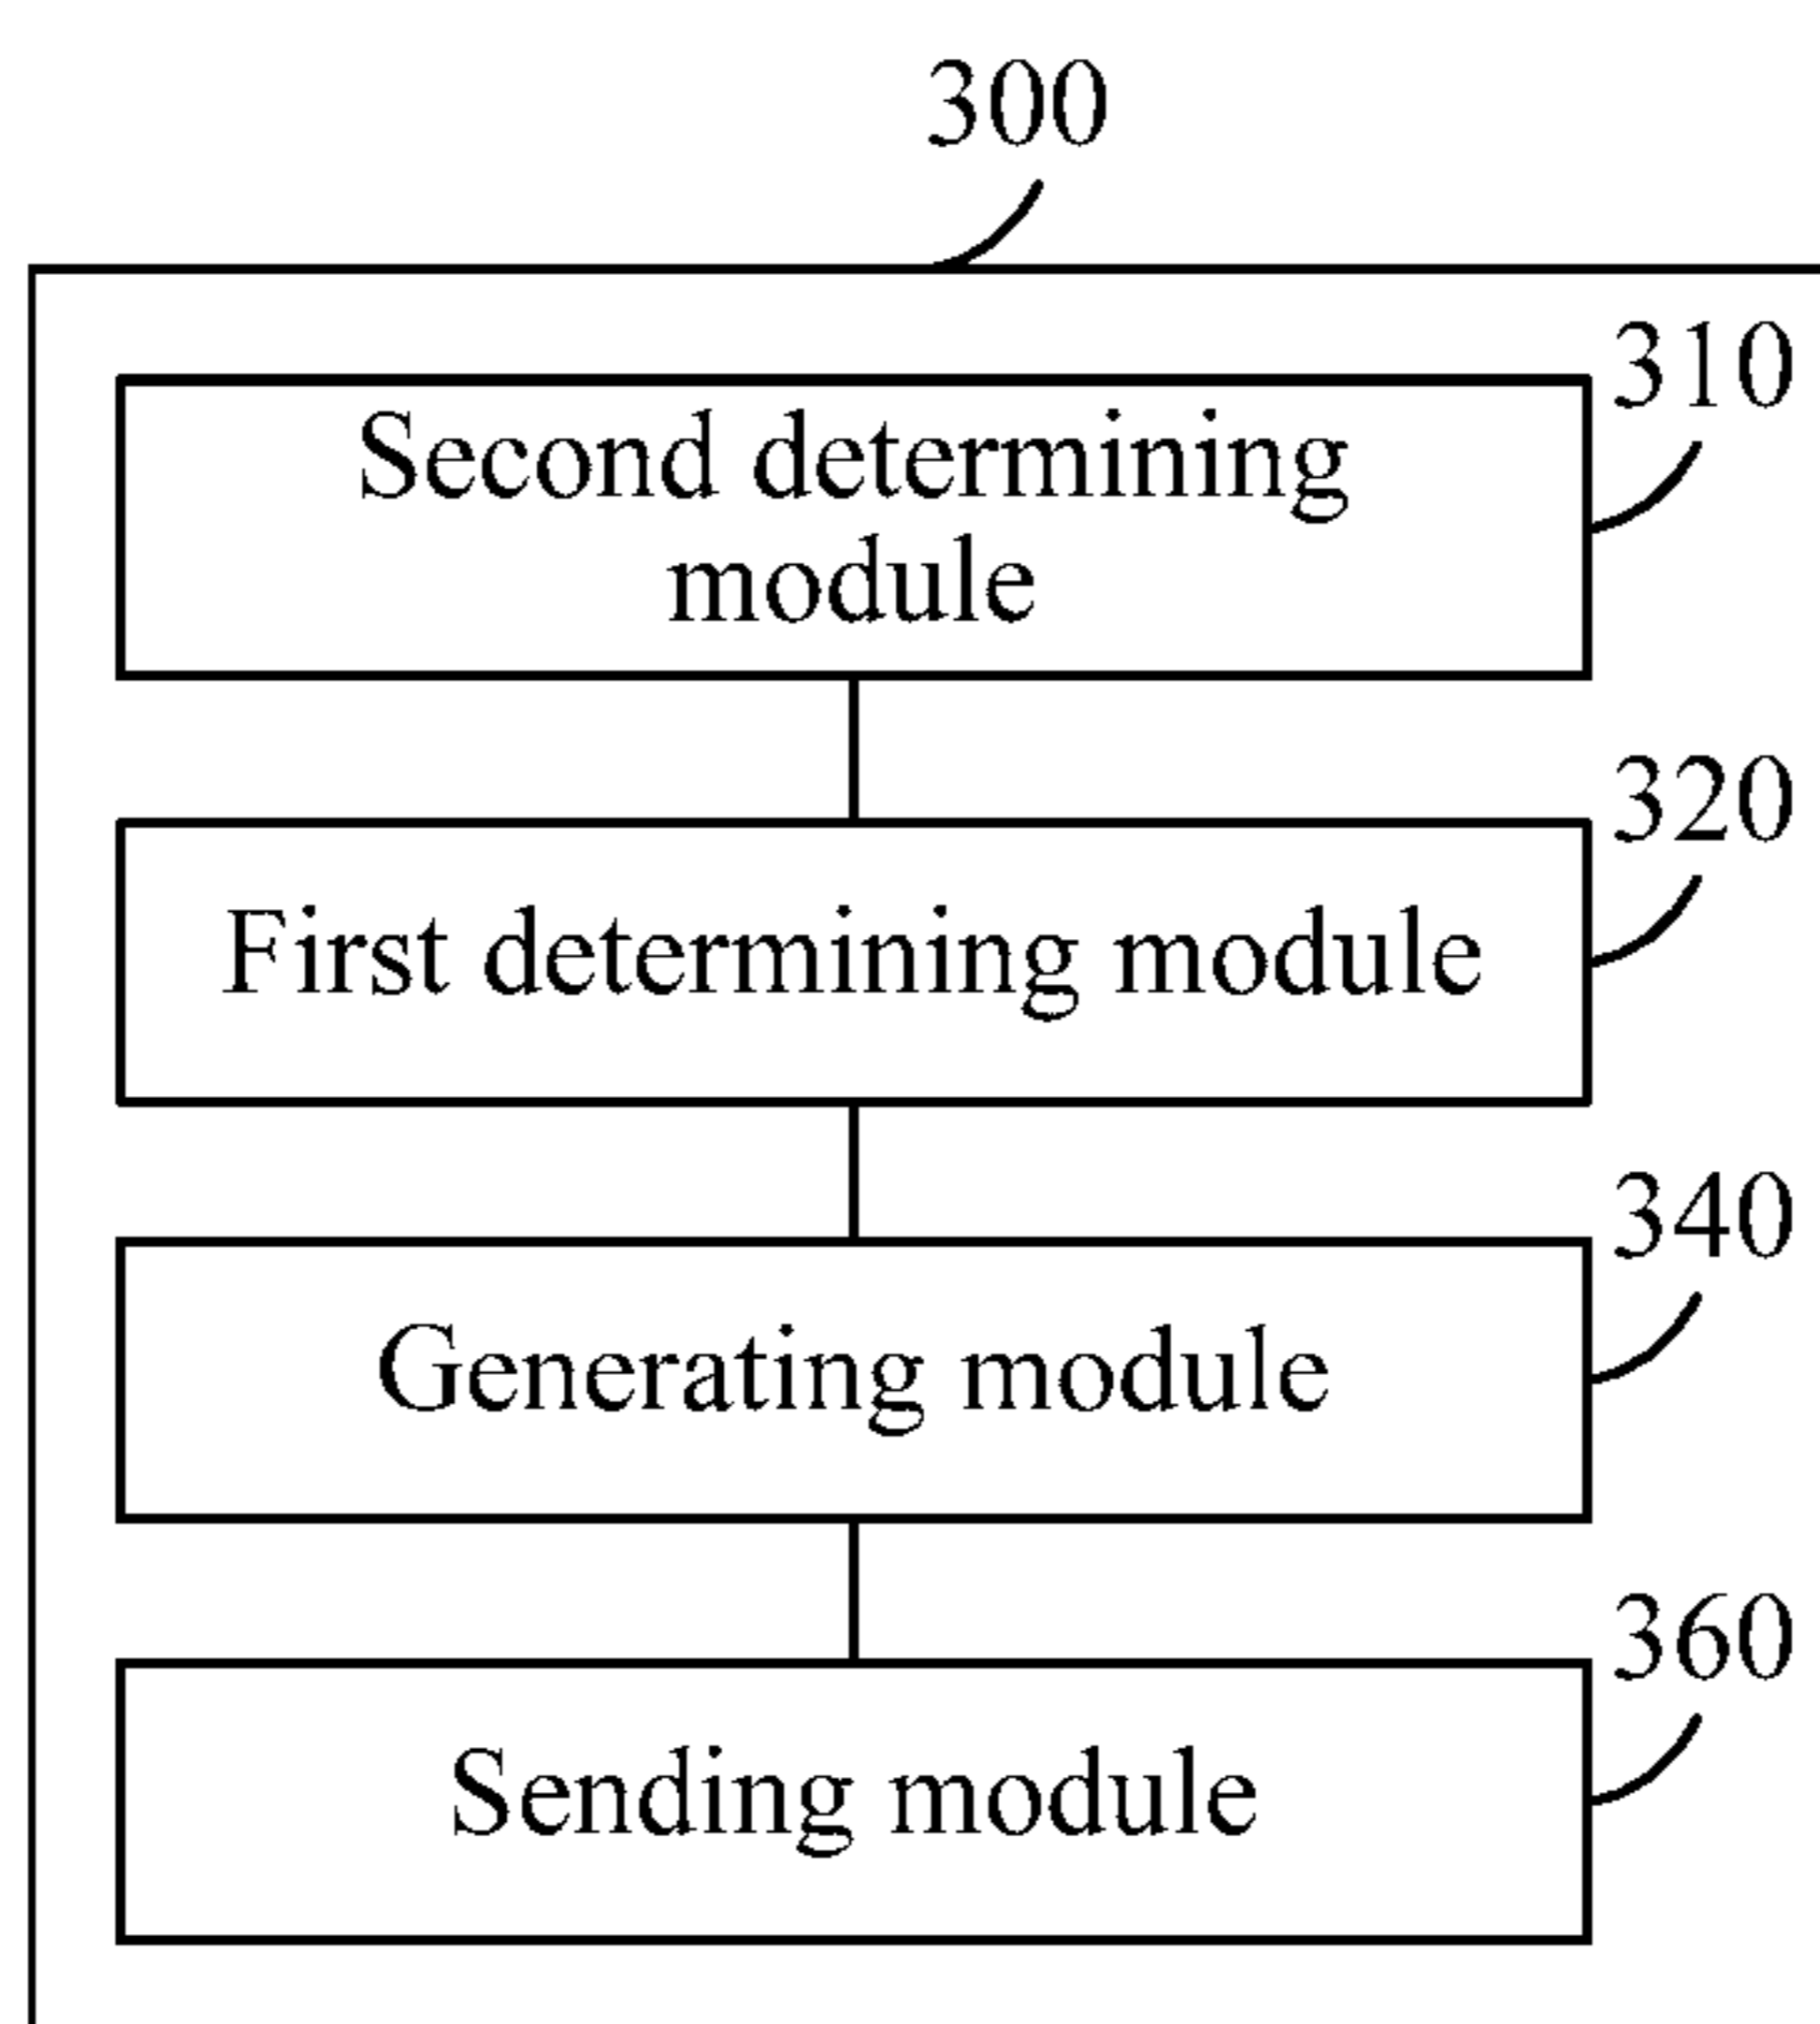 300
310
Second determining
module
320
First determining module
340
Generating module
360
Sending module